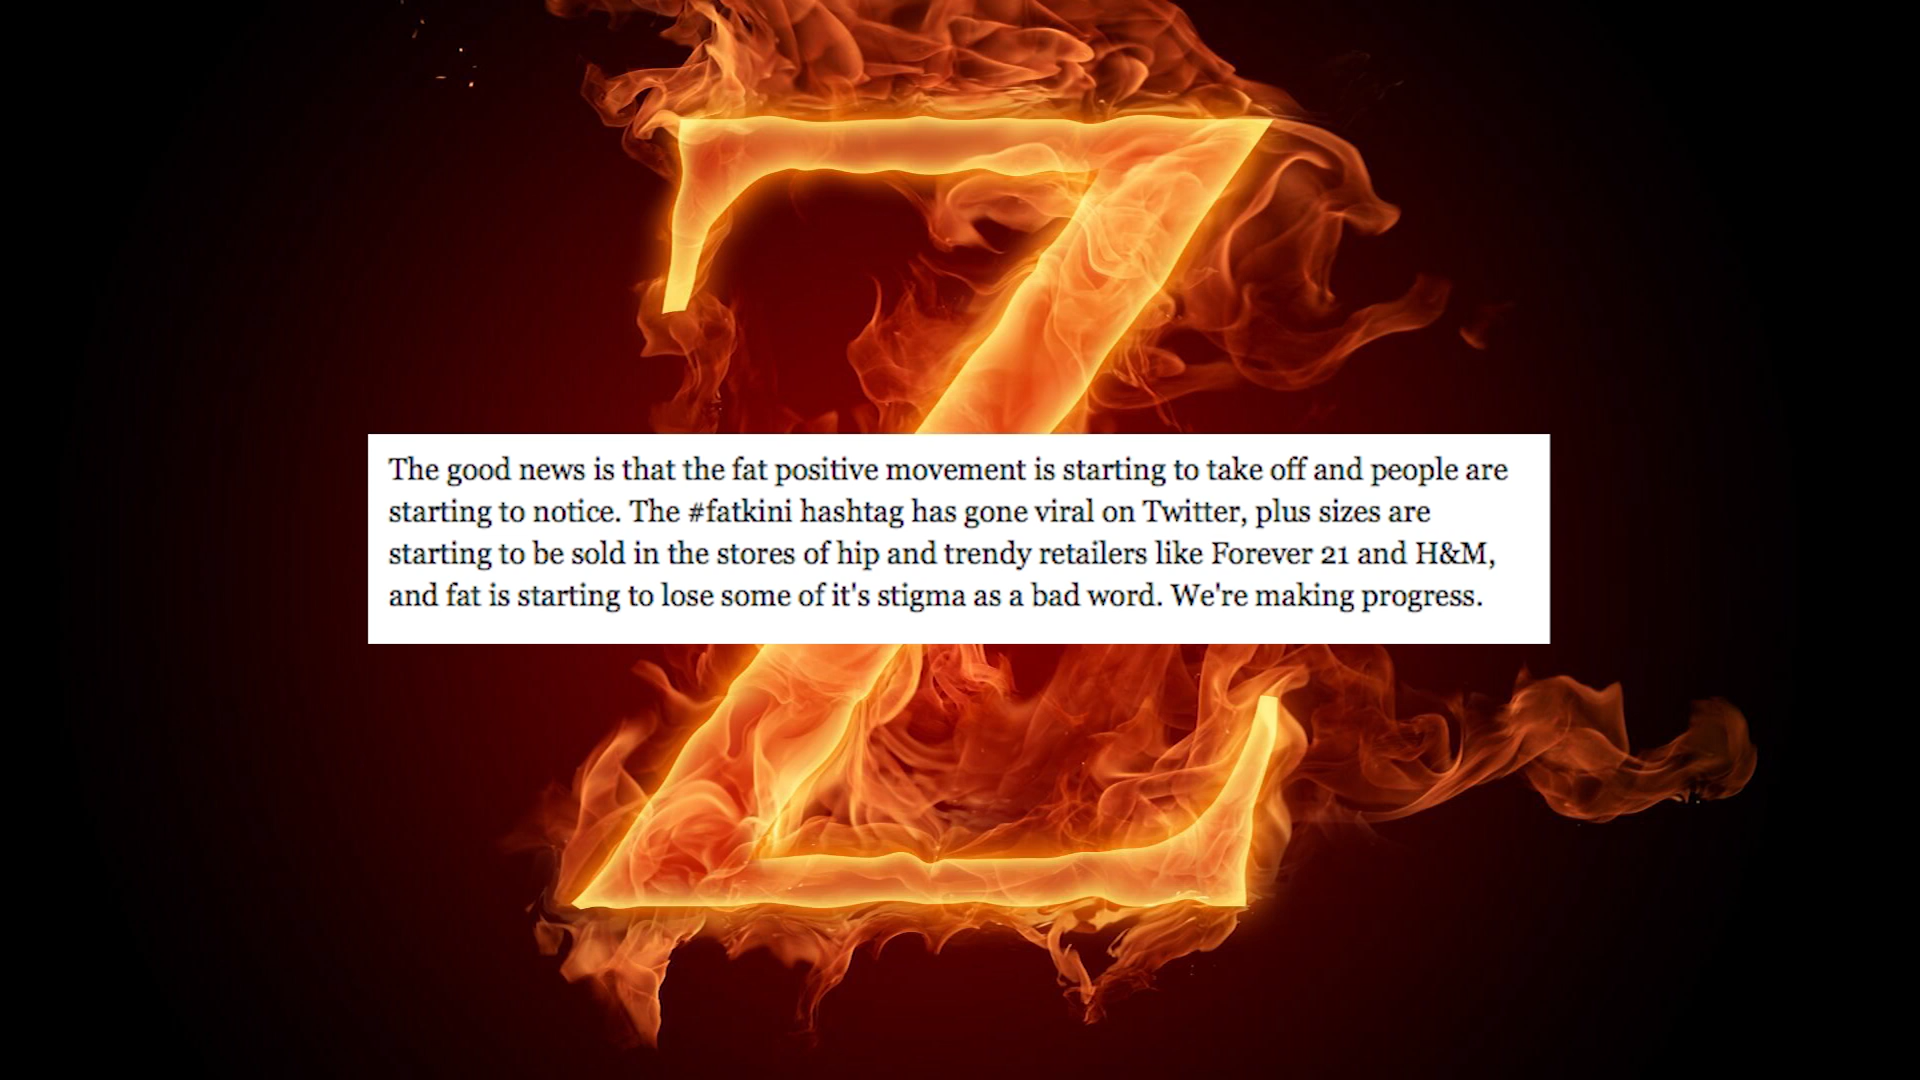 Z
The good news is that the fat positive movement is starting to take off and people are
starting to notice. The #fatkini hashtag has gone viral on Twitter, plus sizes are
starting to be sold in the stores of hip and trendy retailers like Forever 21 and H&M,
and fat is starting to lose some of it's stigma as a bad word. We're making progress.